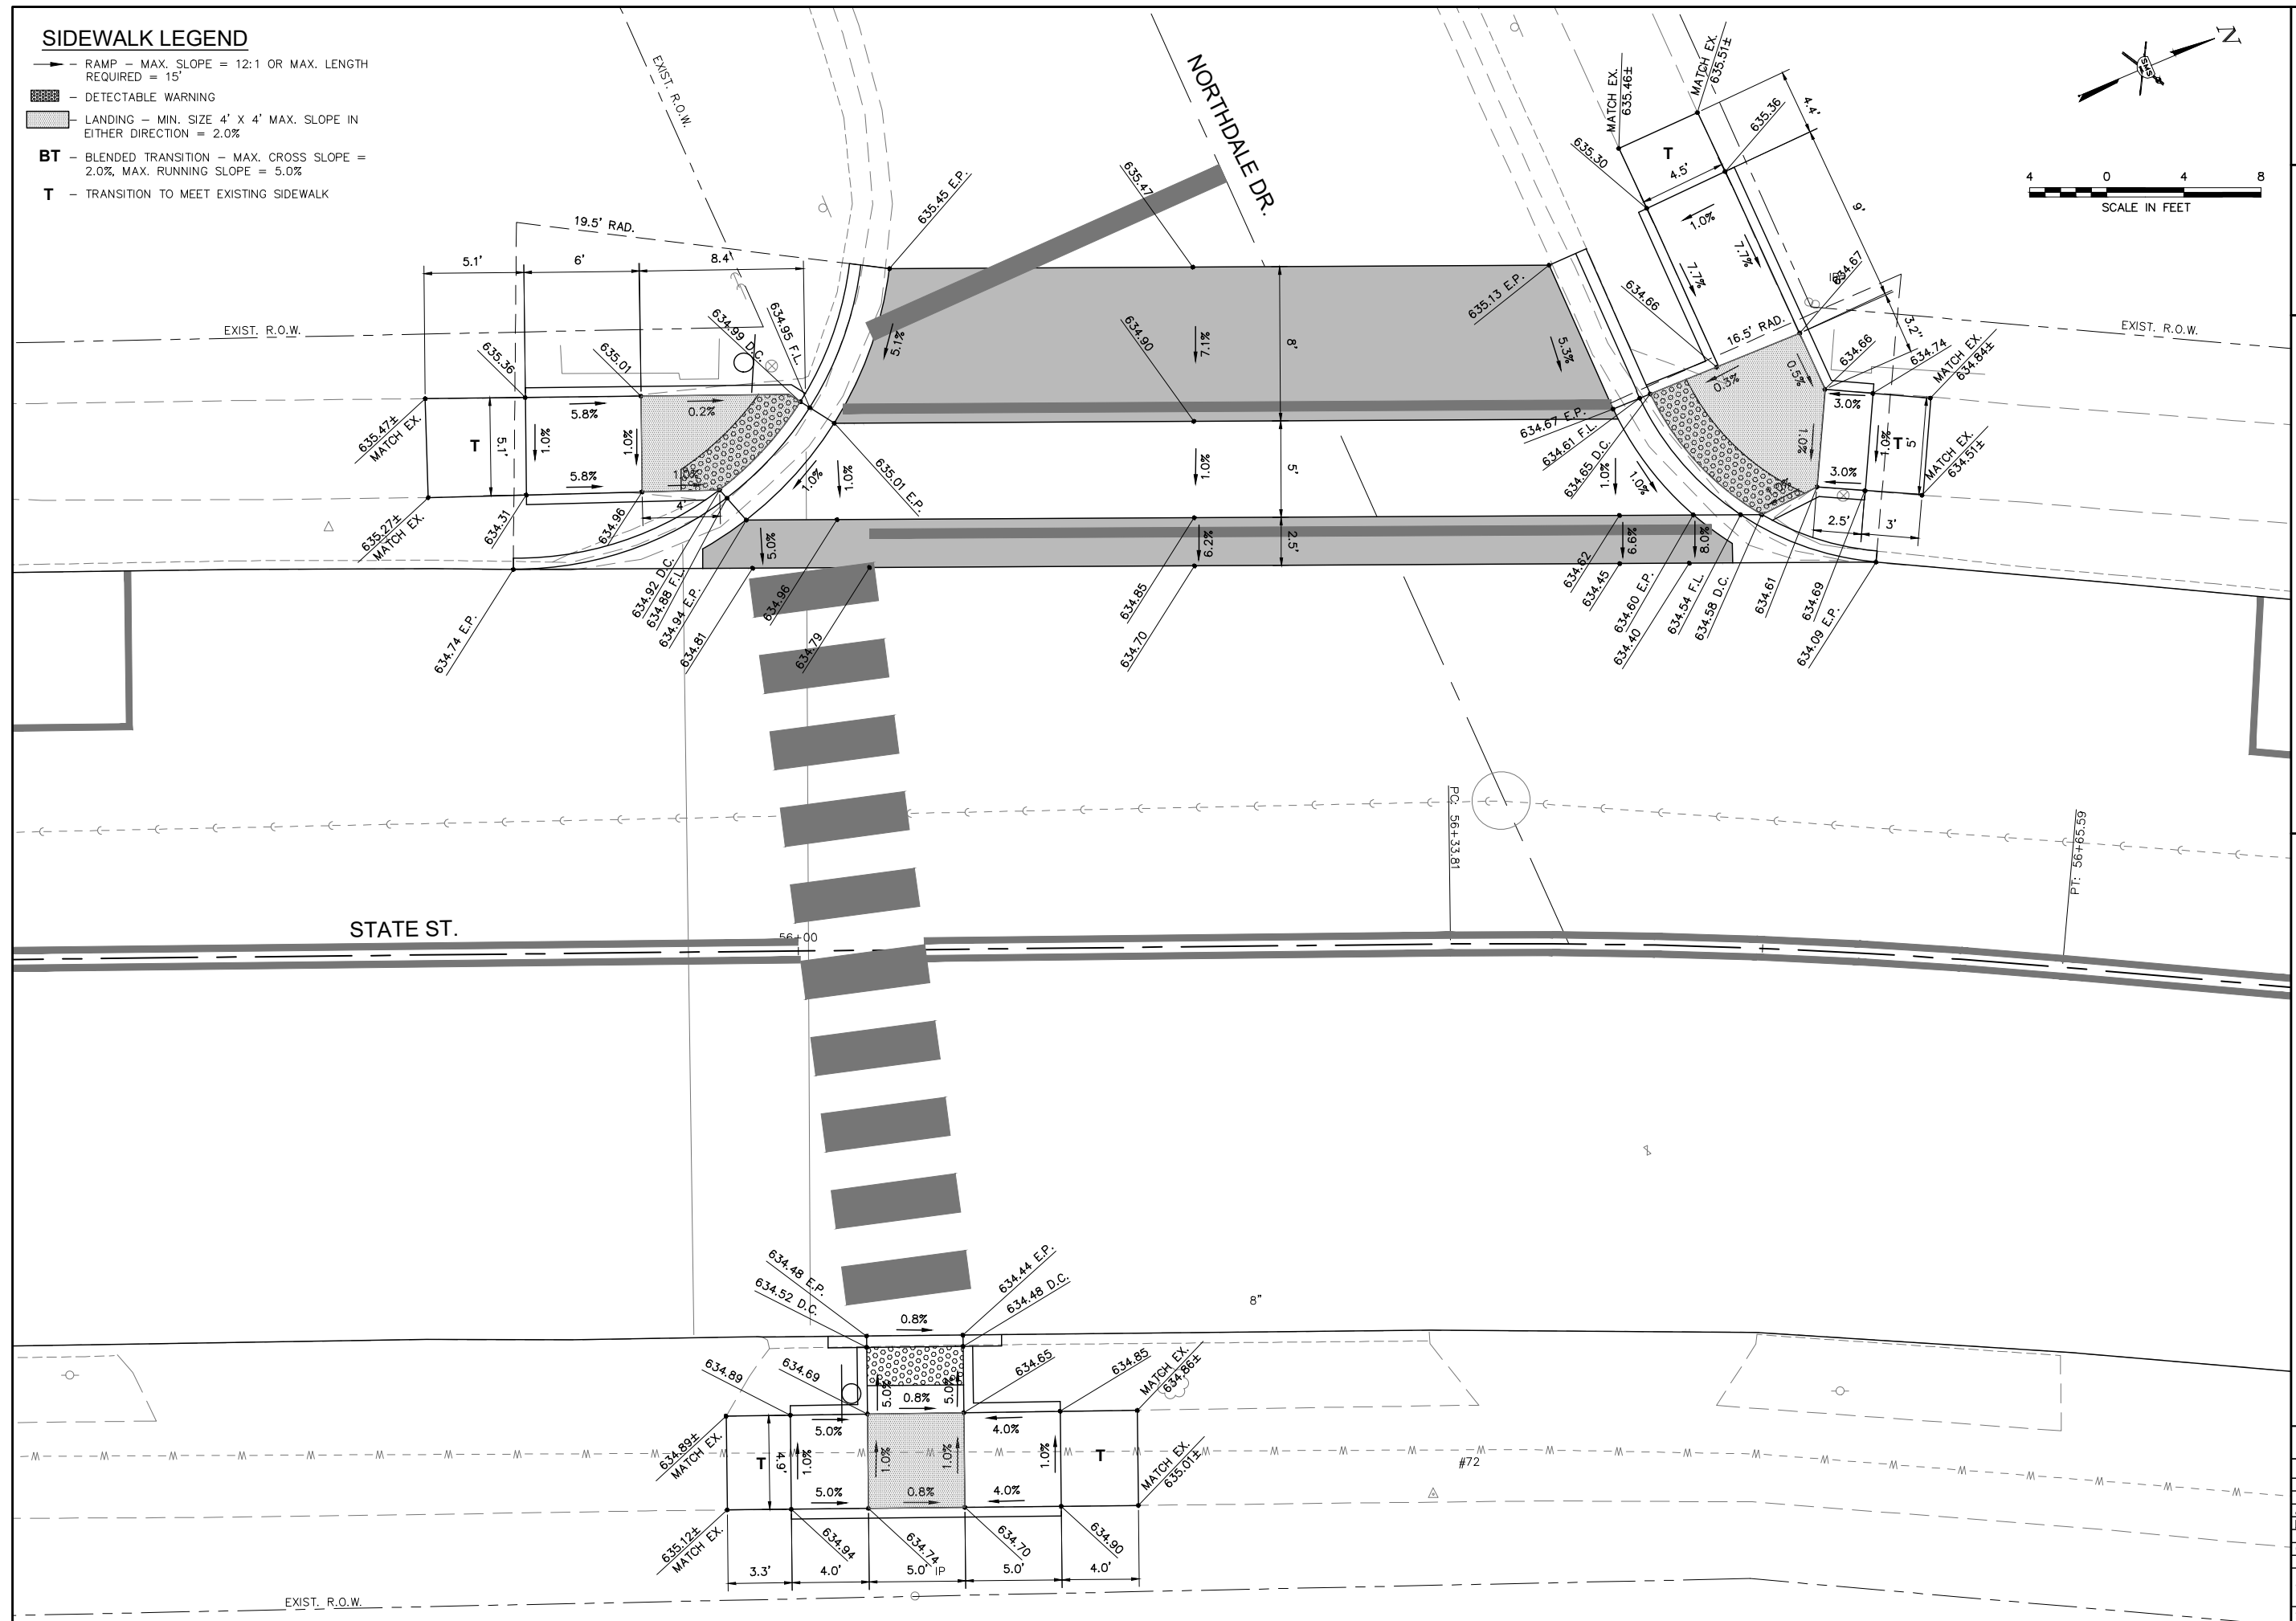 SIDEWALK LEGEND
– RAMP – MAX. SLOPE = 12:1 OR MAX. LENGTH
REQUIRED = 15'
– DETECTABLE WARNING
– LANDING – MIN. SIZE 4' X 4' MAX. SLOPE IN
EITHER DIRECTION = 2.0%
BT – BLENDED TRANSITION – MAX. CROSS SLOPE =
2.0%, MAX. RUNNING SLOPE = 5.0%
T – TRANSITION TO MEET EXISTING SIDEWALK
EXIST. R.O.W.
NORTHDALE DR.
N
SMS
4 0 4 8
SCALE IN FEET
MATCH EX.
635.46±
MATCH EX.
635.51±
635.36
635.30
T
4.5'
4.4'
9'
1.0%
7.7%
7.7%
634.67
634.66
16.5' RAD.
3.2'
634.66
634.74
MATCH EX.
634.84±
EXIST. R.O.W.
19.5' RAD.
5.1'
6'
8.4'
635.45 E.P.
635.47
635.13 E.P.
EXIST. R.O.W.
634.99 D.C.
634.95 F.L.
5.1%
634.90
7.1%
8'
5.3%
635.36
635.01
0.3%
0.5%
3.0%
635.47±
MATCH EX.
T
5.1'
5.8%
1.0%
1.0%
0.2%
5.8%
1.0%
4'
635.01 E.P.
1.0%
1.0%
1.0%
5'
634.67 E.P.
634.61 F.L.
634.65 D.C.
1.0%
1.0%
1.0%
1.0%
T
5'
3.0%
MATCH EX.
634.51±
2.5'
3'
635.27±
MATCH EX.
634.31
634.96
5.0%
6.2%
2.5'
6.6%
8.0%
634.74 E.P.
634.92 D.C.
634.88 F.L.
634.94 E.P.
634.81
634.96
634.79
634.85
634.70
634.62
634.45
634.60 E.P.
634.40
634.54 F.L.
634.58 D.C.
634.61
634.69
634.09 E.P.
PC: 56+33.81
PT: 56+65.59
STATE ST.
56+00
634.48 E.P.
634.52 D.C.
634.44 E.P.
634.48 D.C.
8"
0.8%
634.89
634.69
634.65
634.85
MATCH EX.
634.86±
5.0%
0.8%
5.0%
5.0%
4.0%
634.89±
MATCH EX.
T
4.9'
1.0%
1.0%
1.0%
1.0%
T
MATCH EX.
635.01±
#72
5.0%
0.8%
4.0%
635.12±
MATCH EX.
634.94
634.74
634.70
634.90
3.3'
4.0'
5.0'
IP
5.0'
4.0'
EXIST. R.O.W.